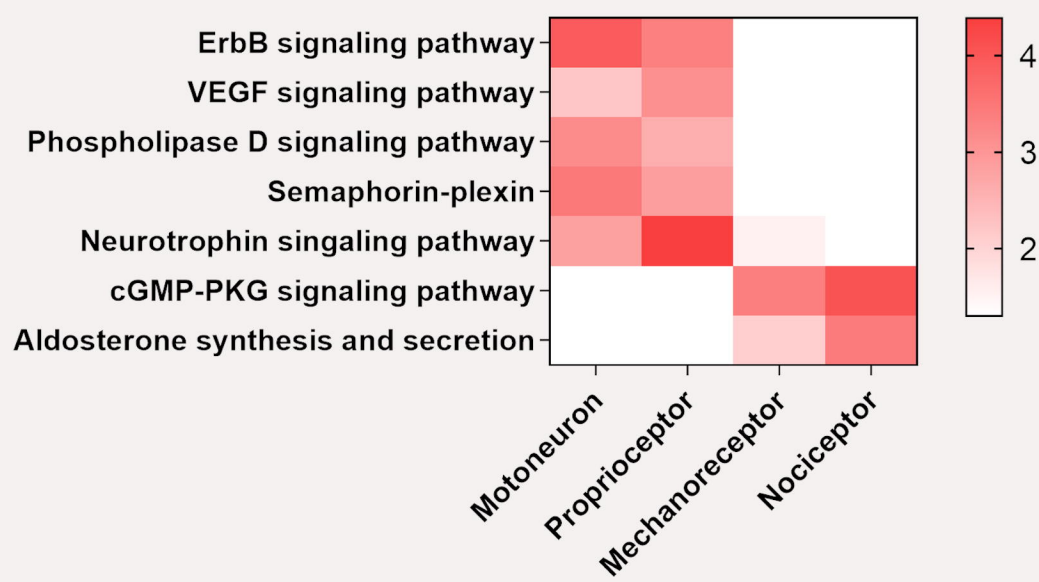 ErbB signaling pathway
VEGF signaling pathway
Phospholipase D signaling pathway
Semaphorin-plexin
Neurotrophin singaling pathway
cGMP-PKG signaling pathway
Aldosterone synthesis and secretion
Motoneuron
Proprioceptor
Mechanoreceptor
Nociceptor
4
3
2